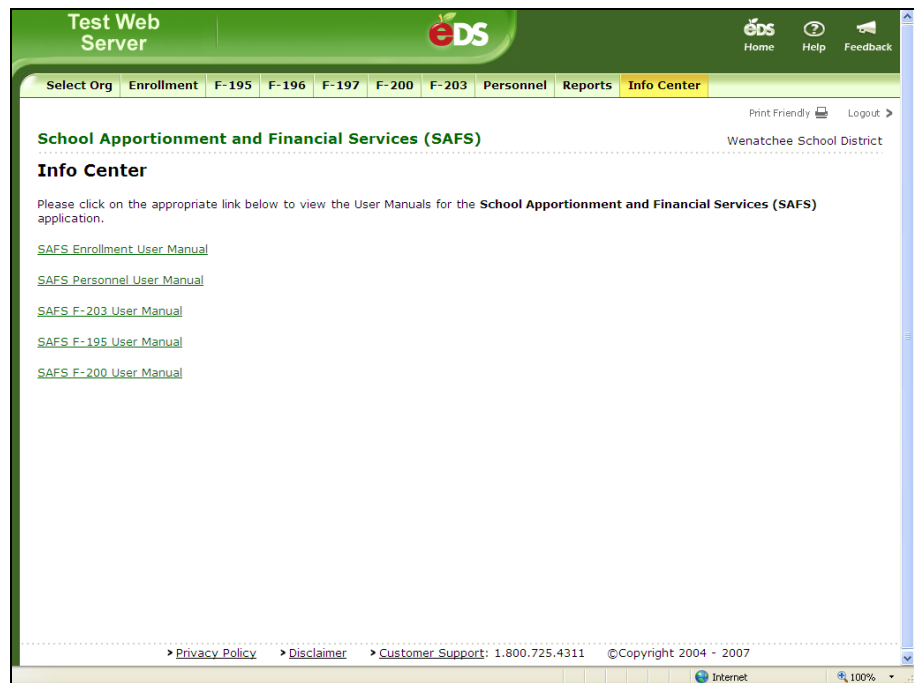 Test Web
Server
eDS
eDS
Home Help Feedback
Select Org Enrollment F-195 F-196 F-197 F-200 F-203 Personnel Reports Info Center
Print Friendly Logout >
School Apportionment and Financial Services (SAFS)
Wenatchee School District
Info Center
Please click on the appropriate link below to view the User Manuals for the School Apportionment and Financial Services (SAFS)
application.
SAFS Enrollment User Manual
SAFS Personnel User Manual
SAFS F-203 User Manual
SAFS F-195 User Manual
SAFS F-200 User Manual
> Privacy Policy > Disclaimer > Customer Support: 1.800.725.4311 ©Copyright 2004 - 2007
Internet 100%